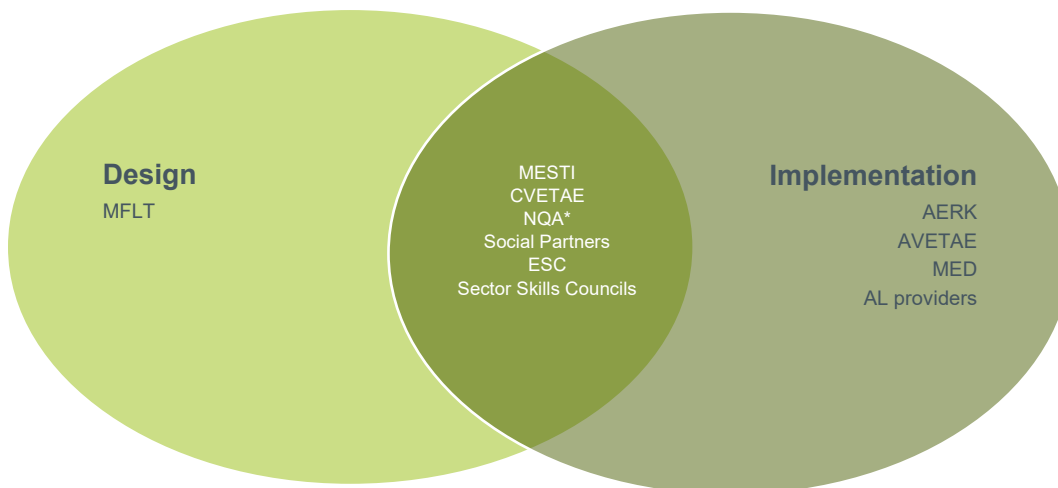 Design
MFLT
MESTI
CVETAE
NQA*
Social Partners
ESC
Sector Skills Councils
Implementation
AERK
AVETAE
MED
AL providers